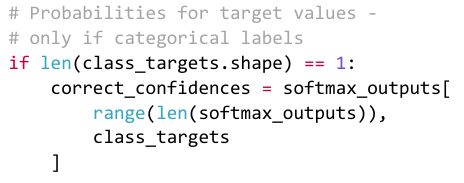 # Probabilities for target values -
# only if categorical labels
if len(class_targets.shape) == 1:
    correct_confidences = softmax_outputs[
        range(len(softmax_outputs)),
        class_targets
    ]